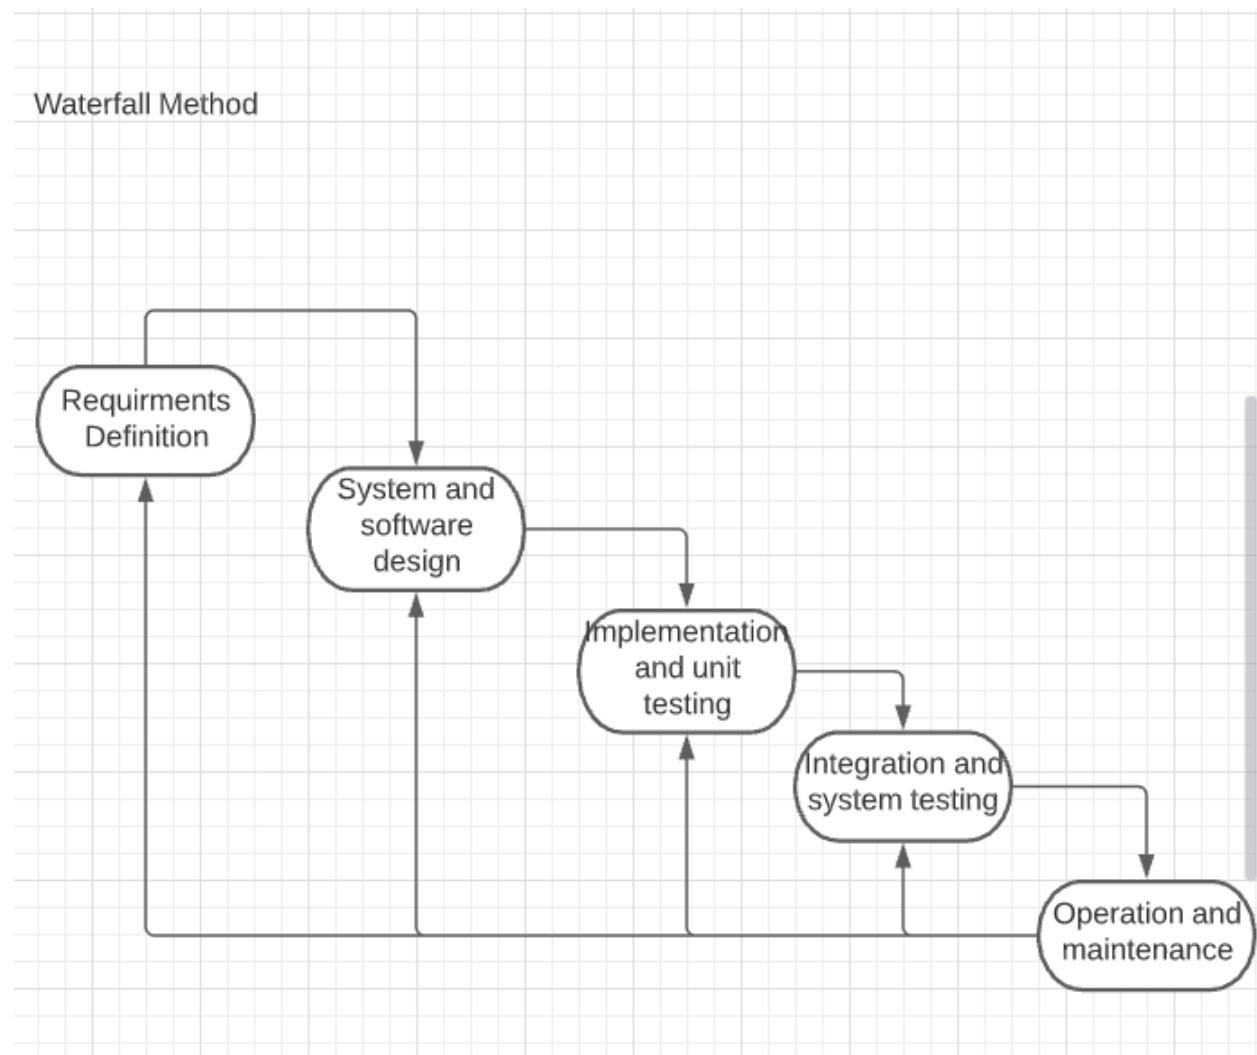 Waterfall Method
Requirments
Definition
System and
software
design
Implementation
and unit
testing
Integration and
system testing
Operation and
maintenance